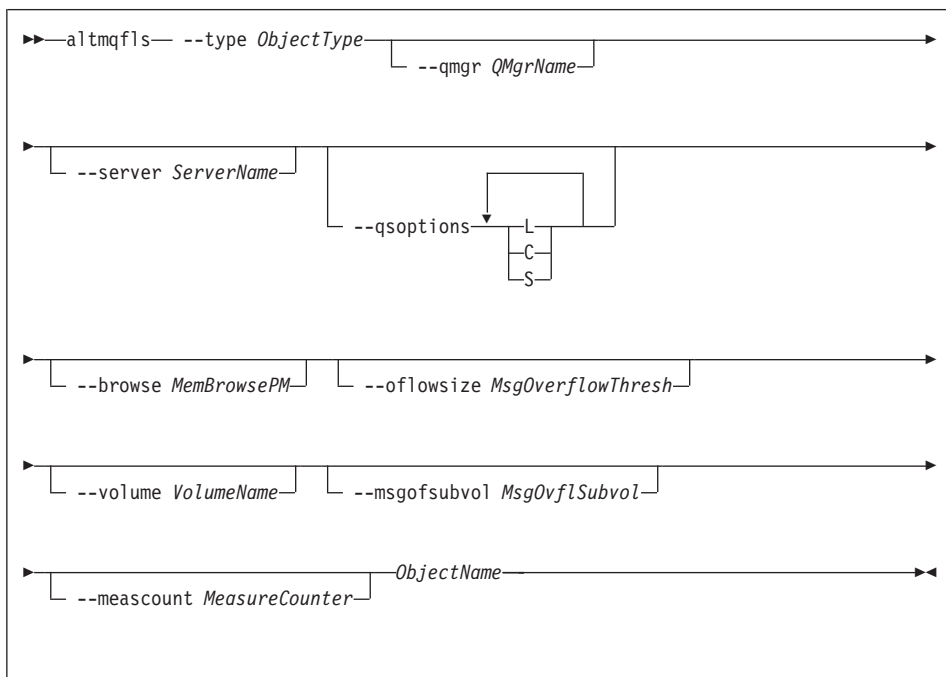 altmqfls --type ObjectType
--qmgr QMgrName
--server ServerName
--qsoptions L
C
S
--browse MemBrowsePM --oflowsize MsgOverflowThresh
--volume VolumeName --msgofsubvol MsgOvflSubvol
ObjectName
--meascount MeasureCounter